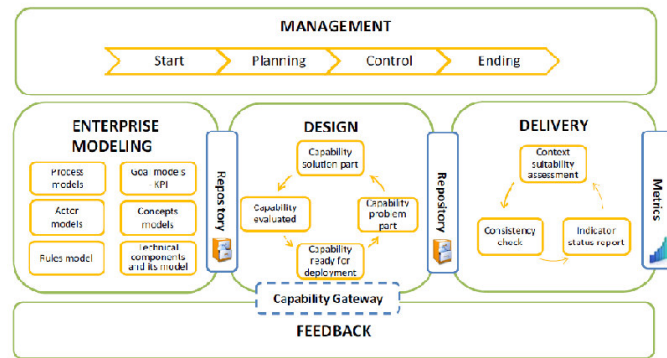 MANAGEMENT
Start
Planning
Control
Ending
ENTERPRISE
MODELING
Process
models
Goal models
KPI
Actor
models
Concepts
models
Rules model
Technical
components
and its model
Repository
DESIGN
Capability
solution part
Capability
evaluated
Capability
problem
part
Capability
ready for
deployment
Repository
DELIVERY
Context
suitability
assessment
Consistency
check
Indicator
status report
Metrics
Capability Gateway
FEEDBACK